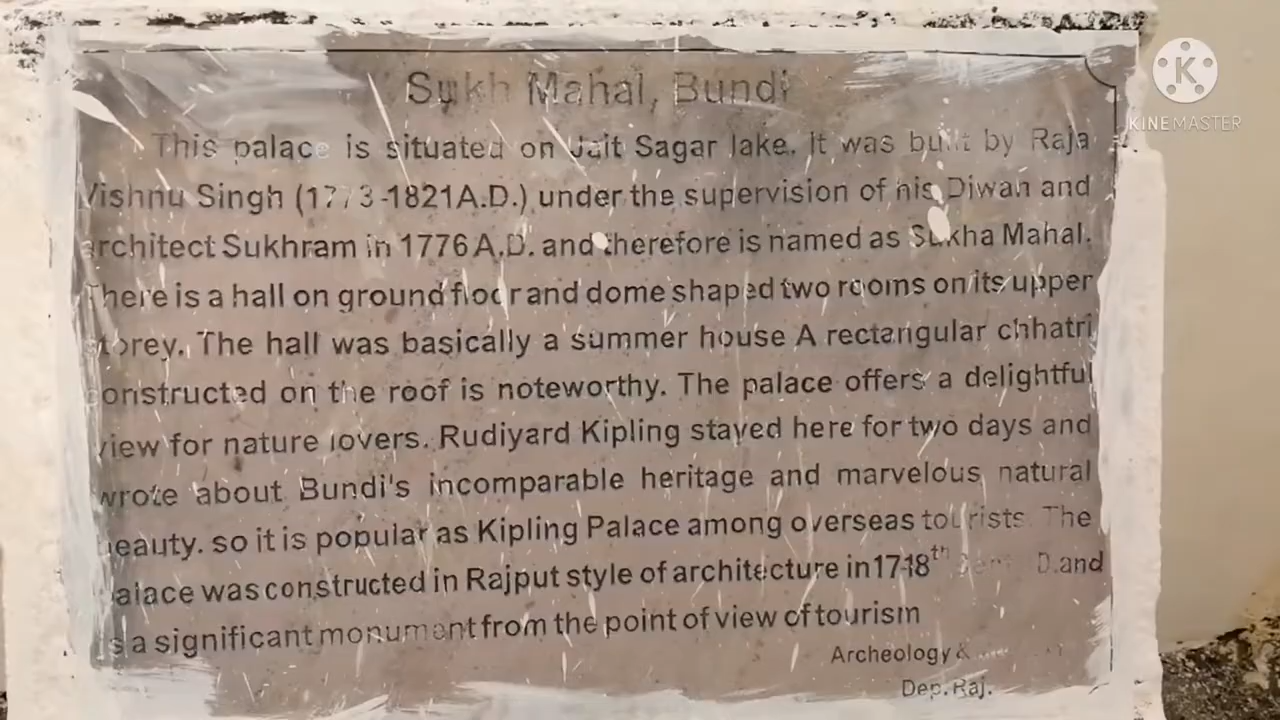 Sukh Mahal, Bundi
This palace is situated on Jait Sagar lake. It was built by Raja
Vishnu Singh (1773-1821A.D.) under the supervision of his Diwan and
architect Sukhram in 1776 A.D. and therefore is named as Sukha Mahal.
There is a hall on ground floor and dome shaped two rooms on its upper
storey. The hall was basically a summer house A rectangular chhatri
constructed on the roof is noteworthy. The palace offers a delightful
view for nature lovers. Rudiyard Kipling stayed here for two days and
wrote about Bundi's incomparable heritage and marvelous natural
beauty. so it is popular as Kipling Palace among overseas tourists. The
palace was constructed in Rajput style of architecture in D.and
is a significant monument from the point of view of tourism
Archeology &
Dep. Raj.
K
KINEMASTER